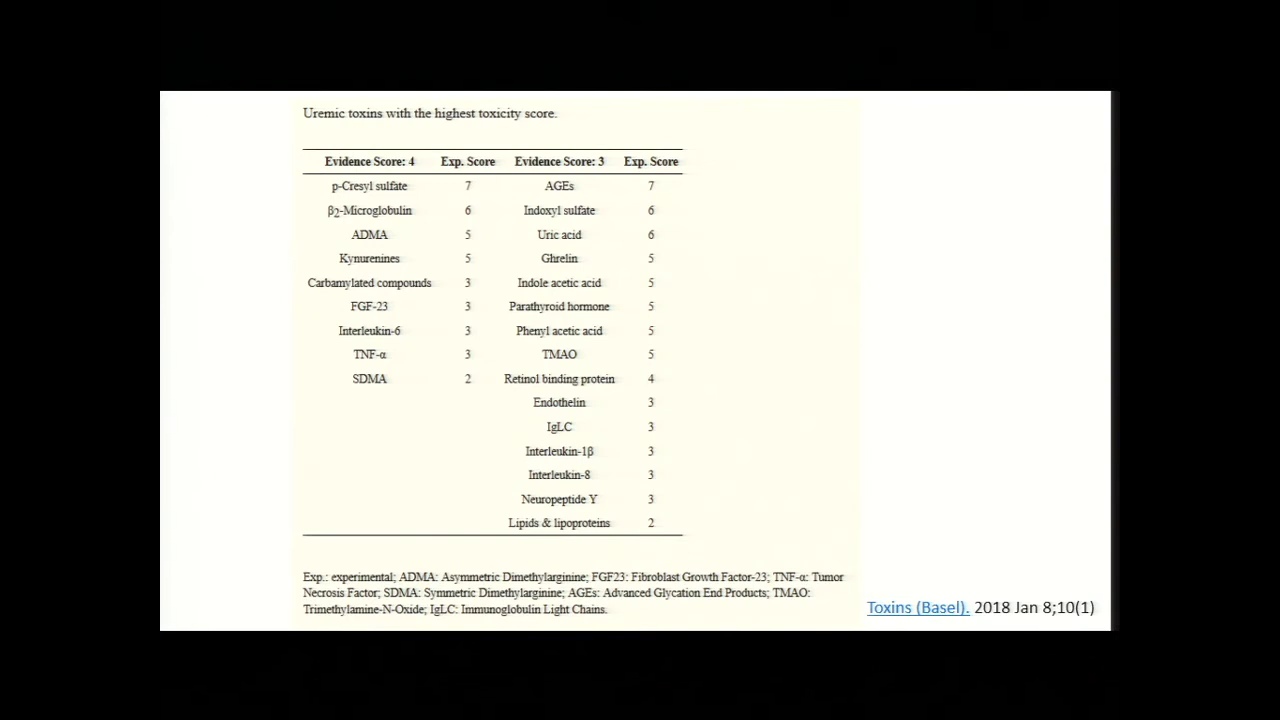 Uremic toxins with the highest toxicity score.
Evidence Score: 4 Exp. Score Evidence Score: 3 Exp. Score
p-Cresyl sulfate 7 AGEs 7
β2-Microglobulin 6 Indoxyl sulfate 6
ADMA 5 Uric acid 6
Kynurenines 5 Ghrelin 5
Carbamylated compounds 3 Indole acetic acid 5
FGF-23 3 Parathyroid hormone 5
Interleukin-6 3 Phenyl acetic acid 5
TNF-α 3 TMAO 5
SDMA 2 Retinol binding protein 4
Endothelin 3
IgLC 3
Interleukin-1β 3
Interleukin-8 3
Neuropeptide Y 3
Lipids & lipoproteins 2
Exp.: experimental; ADMA: Asymmetric Dimethylarginine; FGF23: Fibroblast Growth Factor-23; TNF-α: Tumor
Necrosis Factor; SDMA: Symmetric Dimethylarginine; AGEs: Advanced Glycation End Products; TMAO:
Trimethylamine-N-Oxide; IgLC: Immunoglobulin Light Chains.
Toxins (Basel). 2018 Jan 8;10(1)